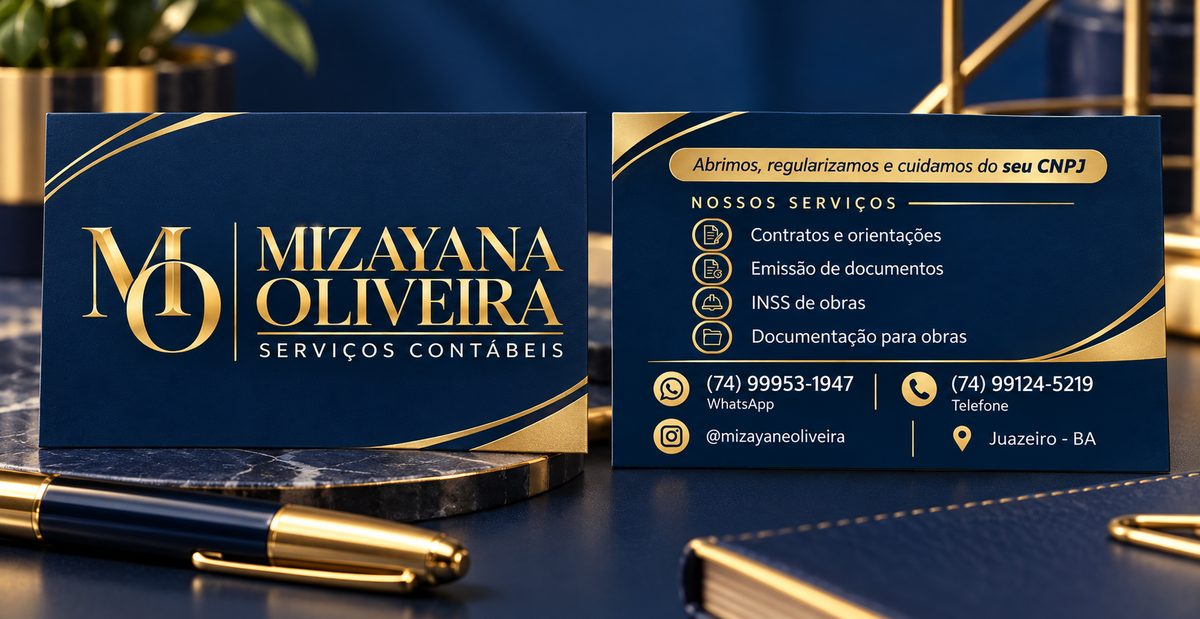 MO
MIZAYANA
OLIVEIRA
SERVIÇOS CONTÁBEIS
Abrimos, regularizamos e cuidamos do seu CNPJ
NOSSOS SERVIÇOS
Contratos e orientações
Emissão de documentos
INSS de obras
Documentação para obras
(74) 99953-1947
WhatsApp
(74) 99124-5219
Telefone
@mizayaneoliveira
Juazeiro - BA